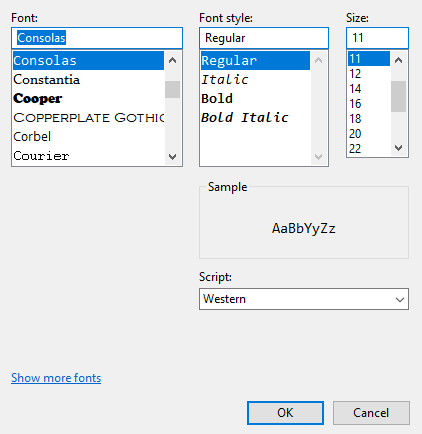 Font:
Consolas
Consolas
Constantia
Cooper
Copperplate Gothic
Corbel
Courier
Font style:
Regular
Regular
Italic
Bold
Bold Italic
Size:
11
11
12
14
16
18
20
22
Sample
AaBbYyZz
Script:
Western
Show more fonts
OK
Cancel